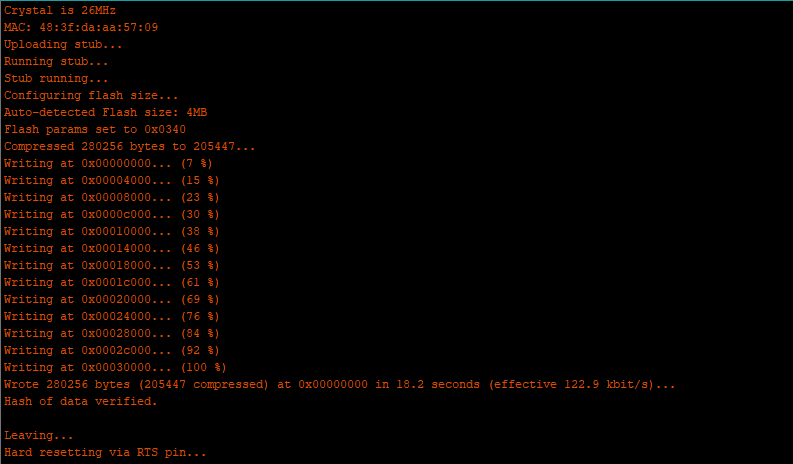 Crystal is 26MHz
MAC: 48:3f:da:aa:57:09
Uploading stub...
Running stub...
Stub running...
Configuring flash size...
Auto-detected Flash size: 4MB
Flash params set to 0x0340
Compressed 280256 bytes to 205447...
Writing at 0x00000000... (7 %)
Writing at 0x00004000... (15 %)
Writing at 0x00008000... (23 %)
Writing at 0x0000c000... (30 %)
Writing at 0x00010000... (38 %)
Writing at 0x00014000... (46 %)
Writing at 0x00018000... (53 %)
Writing at 0x0001c000... (61 %)
Writing at 0x00020000... (69 %)
Writing at 0x00024000... (76 %)
Writing at 0x00028000... (84 %)
Writing at 0x0002c000... (92 %)
Writing at 0x00030000... (100 %)
Wrote 280256 bytes (205447 compressed) at 0x00000000 in 18.2 seconds (effective 122.9 kbit/s)...
Hash of data verified.
Leaving...
Hard resetting via RTS pin...